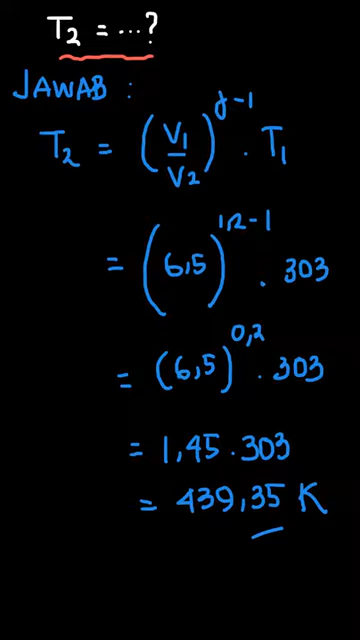 T₂ = ...?
JAWAB :
T₂ = (V₁/V₂)^(γ-1) . T₁
= (6,5)^(1,2-1) . 303
= (6,5)^(0,2) . 303
= 1,45 . 303
= 439,35 K